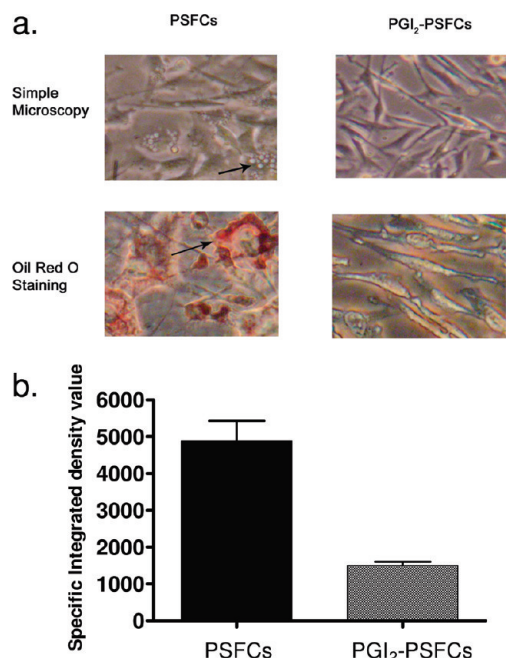 a.
PSFCs
PGI₂-PSFCs
Simple
Microscopy
Oil Red O
Staining
b.
Specific Integrated density value
6000
5000
4000
3000
2000
1000
0
PSFCs
PGI₂-PSFCs